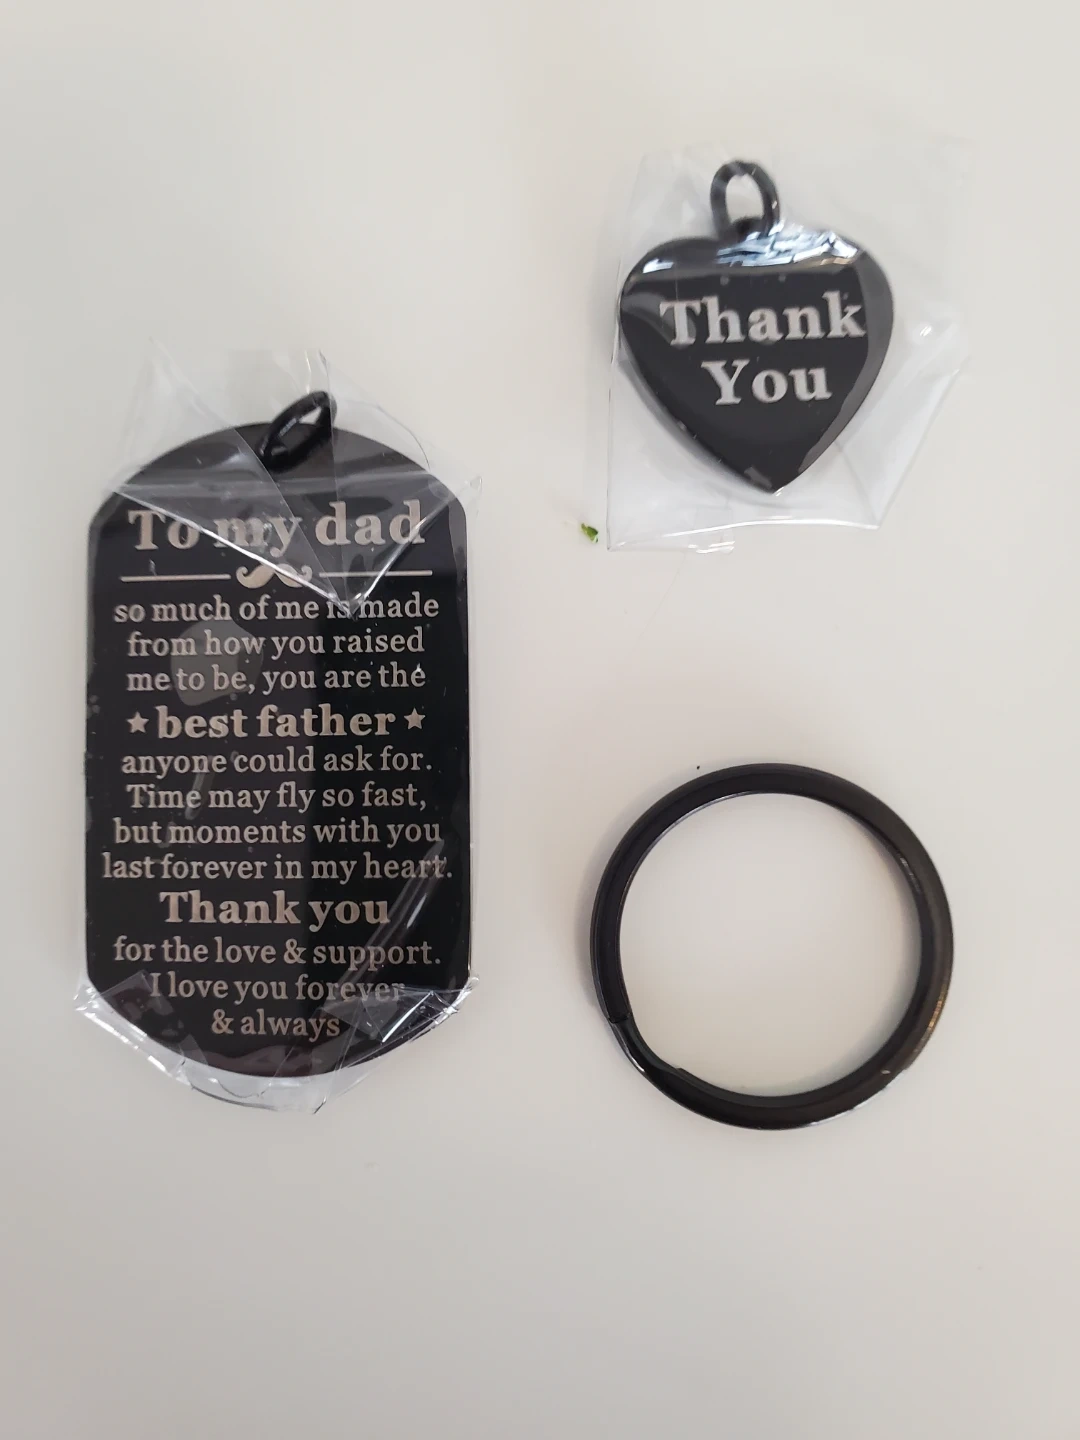 To my dad
so much of me is made
from how you raised
me to be, you are the
★ best father ★
anyone could ask for.
Time may fly so fast,
but moments with you
last forever in my heart.
Thank you
for the love & support.
I love you forever
& always
Thank
You